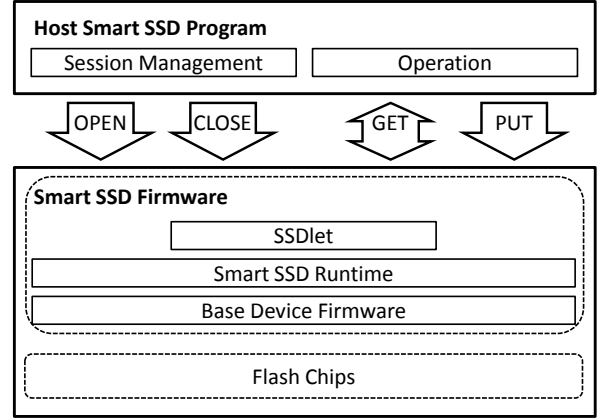 Host Smart SSD Program
Session Management
Operation
OPEN
CLOSE
GET
PUT
Smart SSD Firmware
SSDlet
Smart SSD Runtime
Base Device Firmware
Flash Chips